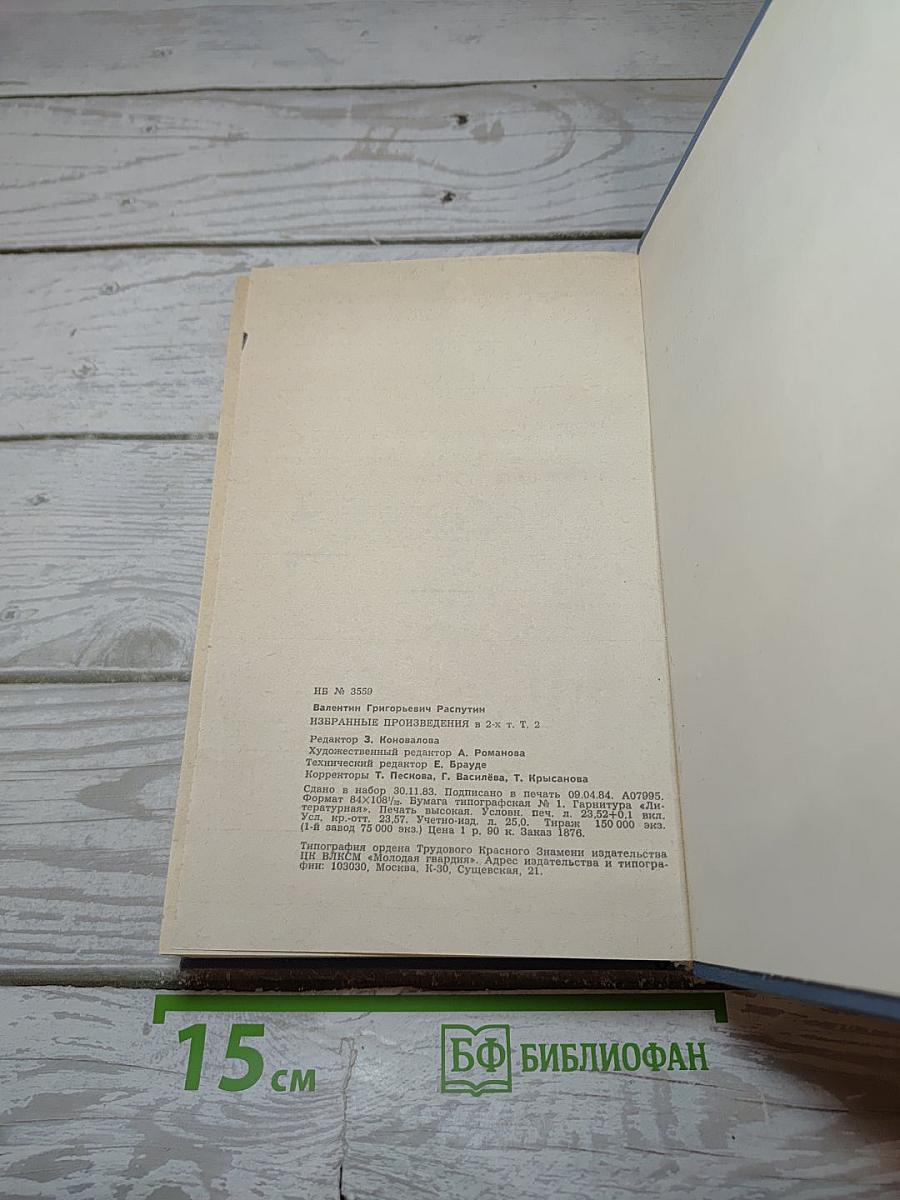 ИБ № 3559
Валентин Григорьевич Распутин
ИЗБРАННЫЕ ПРОИЗВЕДЕНИЯ в 2-х т. Т. 2
Редактор З. Коновалова
Художественный редактор А. Романова
Технический редактор Е. Брауде
Корректоры Т. Пескова, Г. Василёва, Т. Крысанова
Сдано в набор 30.11.83. Подписано в печать 09.04.84. А07995.
Формат 84×108¹/₃₂. Бумага типографская № 1. Гарнитура «Ли-
тературная». Печать высокая. Условн. печ. л. 23,52+0,1 вкл.
Усл. кр.-отт. 23,57. Учетно-изд. л. 25,0. Тираж 150 000 экз.
(1-й завод 75 000 экз.) Цена 1 р. 90 к. Заказ 1876.
Типография ордена Трудового Красного Знамени издательства
ЦК ВЛКСМ «Молодая гвардия». Адрес издательства и типогра-
фии: 103030, Москва, К-30, Сущевская, 21.
15 см
БФ БИБЛИОФАН